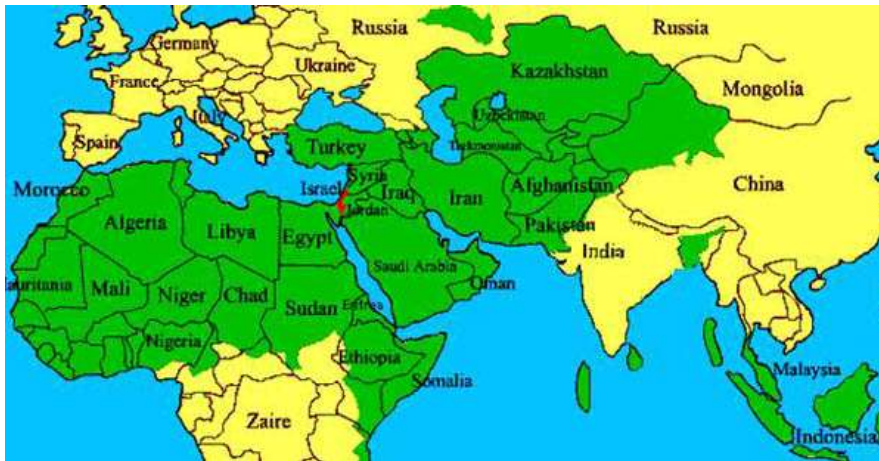 Russia
Russia
Germany
Ukraine
Kazakhstan
France
Mongolia
Italy
Uzbekistan
Spain
Turkey
Turkmenistan
Syria
Morocco
Israel
Iraq
Iran
Afghanistan
China
Jordan
Algeria
Libya
Egypt
Pakistan
India
Saudi Arabia
Oman
auritania
Mali
Niger
Chad
Sudan
Eritrea
Nigeria
Ethiopia
Somalia
Malaysia
Zaire
Indonesia